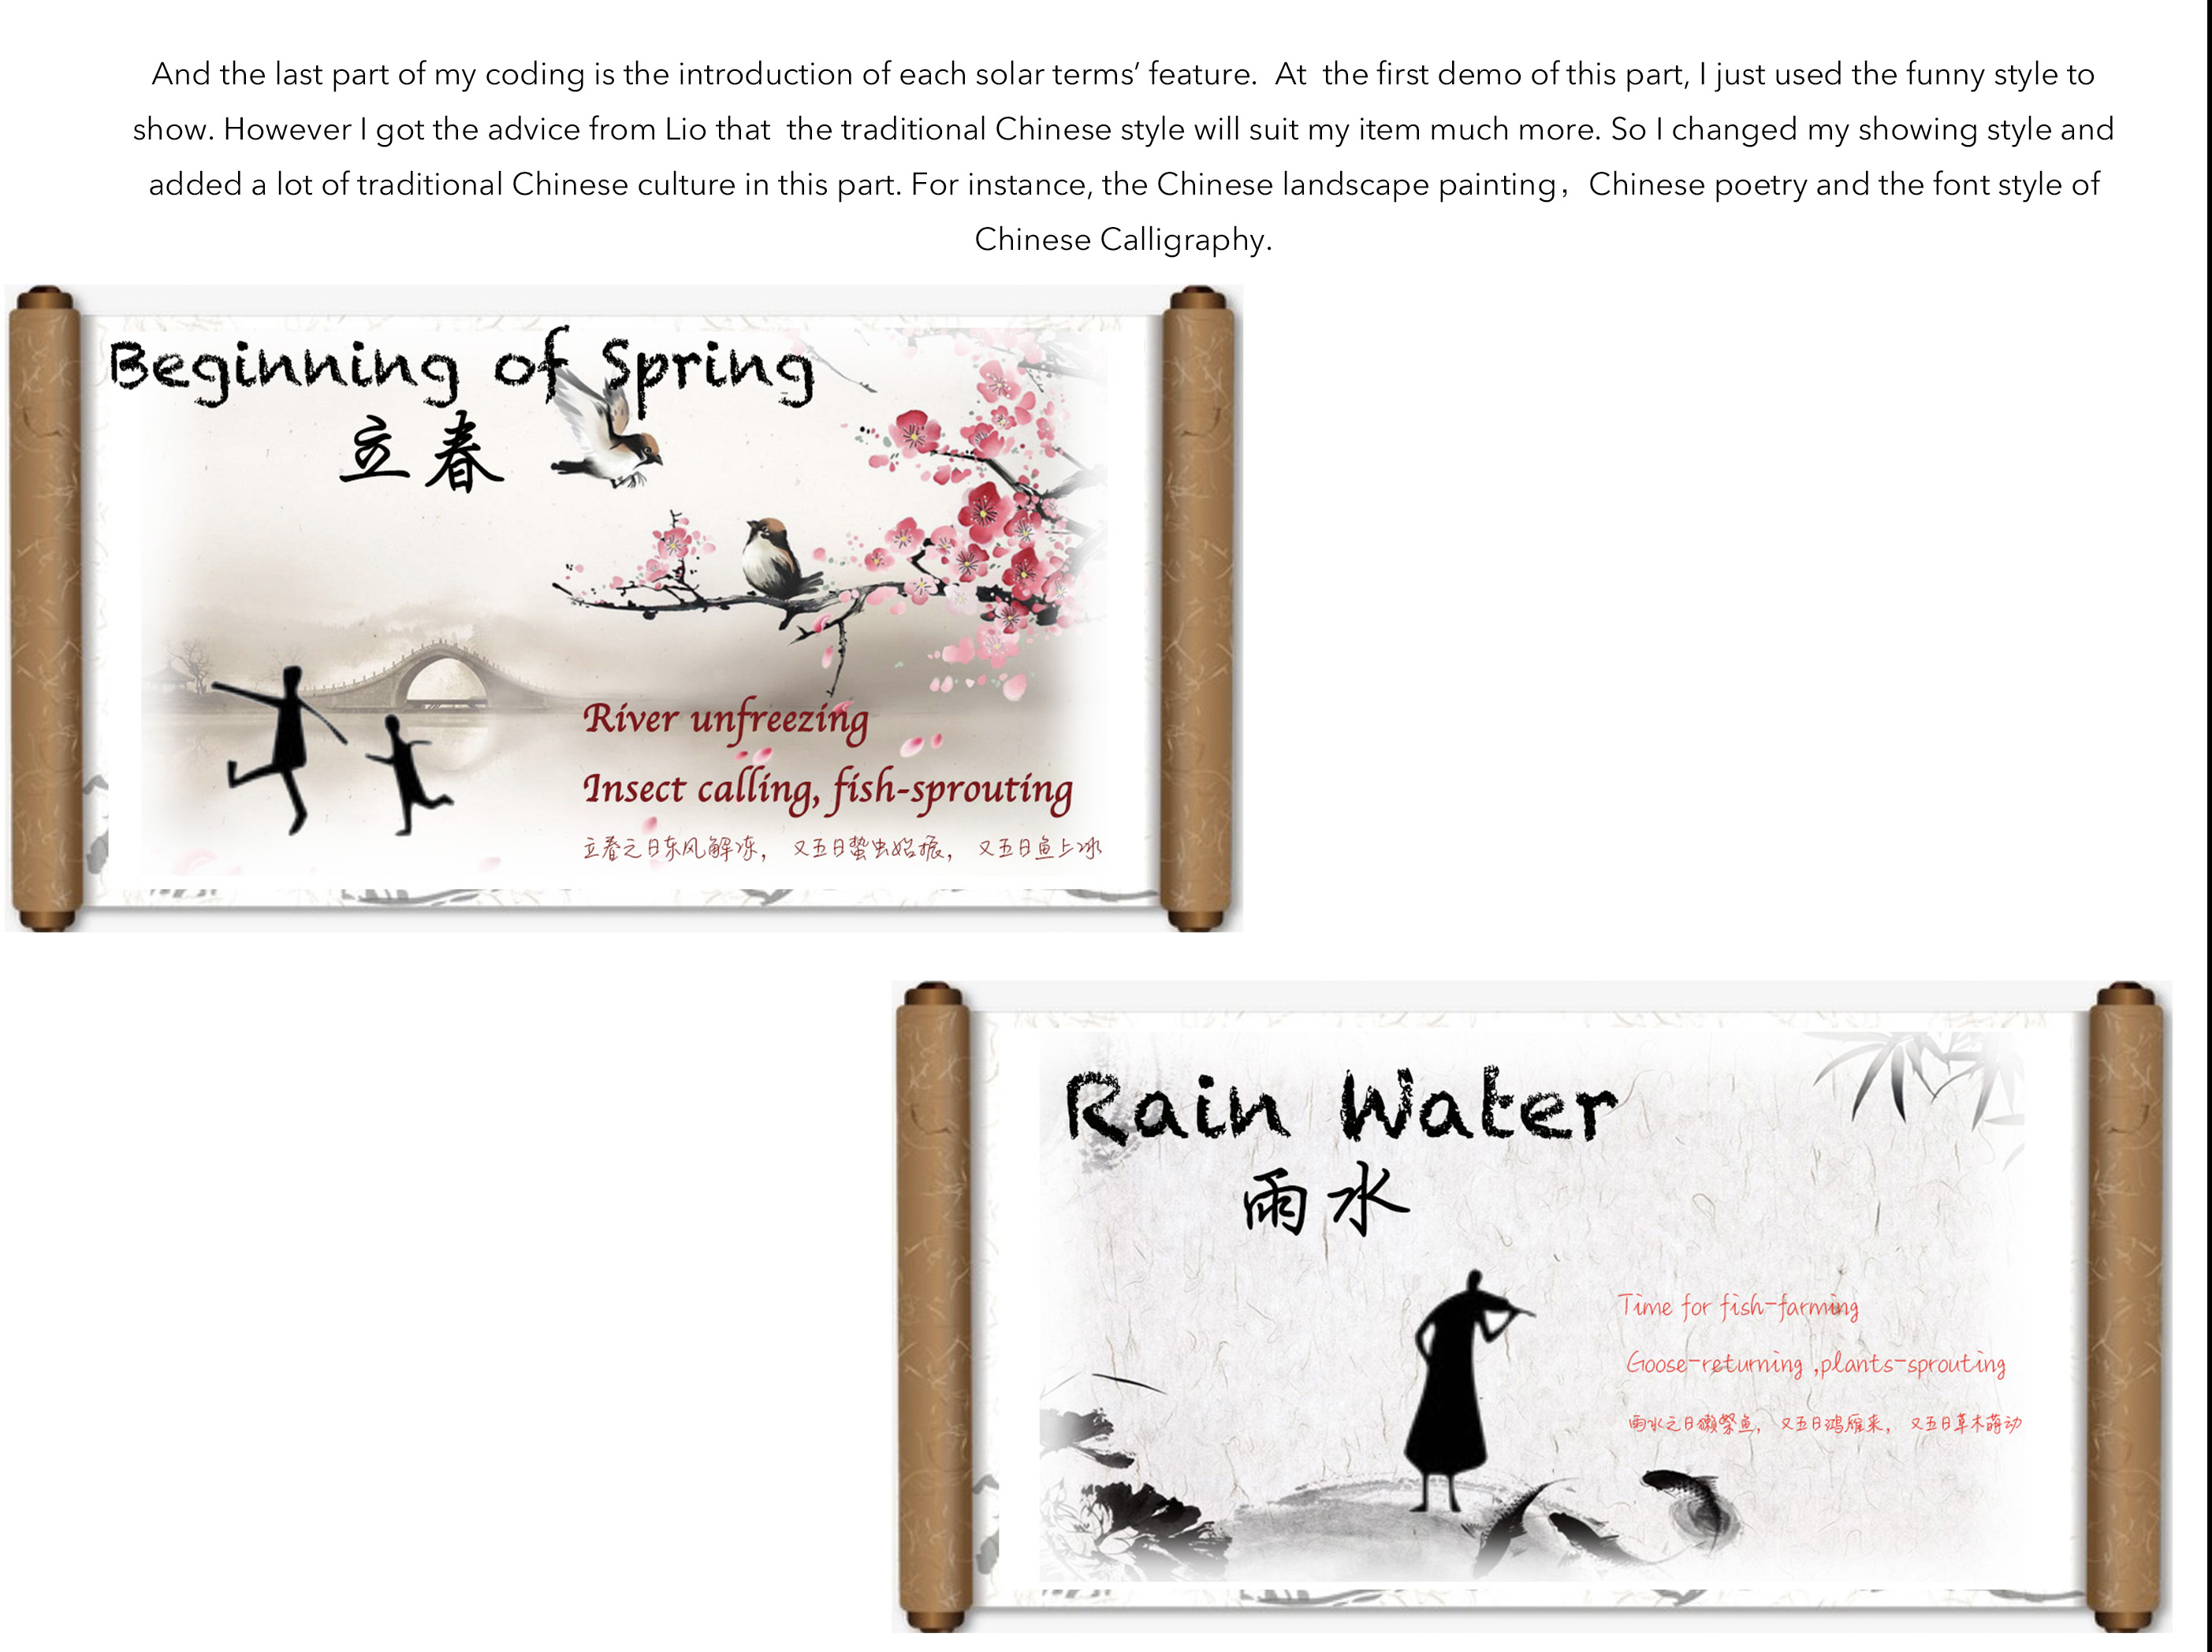 And the last part of my coding is the introduction of each solar terms’ feature.  At  the first demo of this part, I just used the funny style to
show. However I got the advice from Lio that  the traditional Chinese style will suit my item much more. So I changed my showing style and
added a lot of traditional Chinese culture in this part. For instance, the Chinese landscape painting，Chinese poetry and the font style of
Chinese Calligraphy.
Beginning of Spring
立春
River unfreezing
Insect calling, fish-sprouting
立春之日东风解冻，又五日蛰虫始振，又五日鱼上冰
Rain Water
雨水
Time for fish-farming
Goose-returning ,plants-sprouting
雨水之日獭祭鱼，又五日鸿雁来，又五日草木萌动